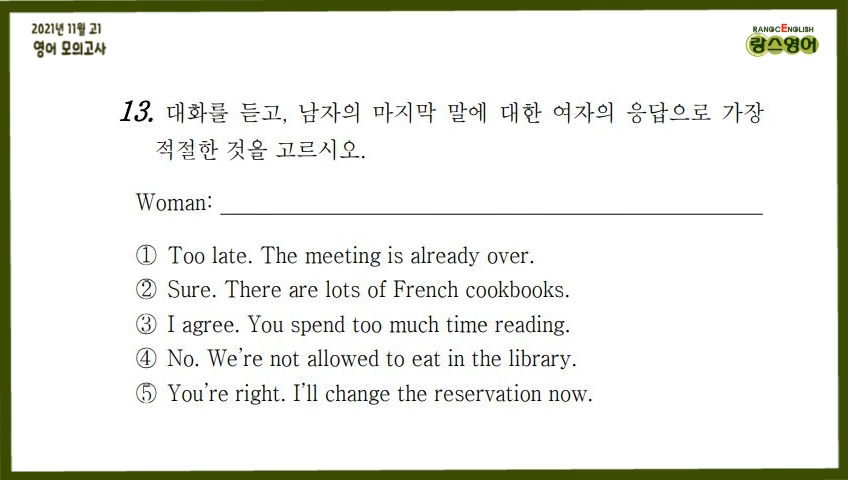 2021년 11월 고1
영어 모의고사
RANGCENGLISH
랑스영어
13. 대화를 듣고, 남자의 마지막 말에 대한 여자의 응답으로 가장
적절한 것을 고르시오.
Woman:
① Too late. The meeting is already over.
② Sure. There are lots of French cookbooks.
③ I agree. You spend too much time reading.
④ No. We're not allowed to eat in the library.
⑤ You're right. I'll change the reservation now.